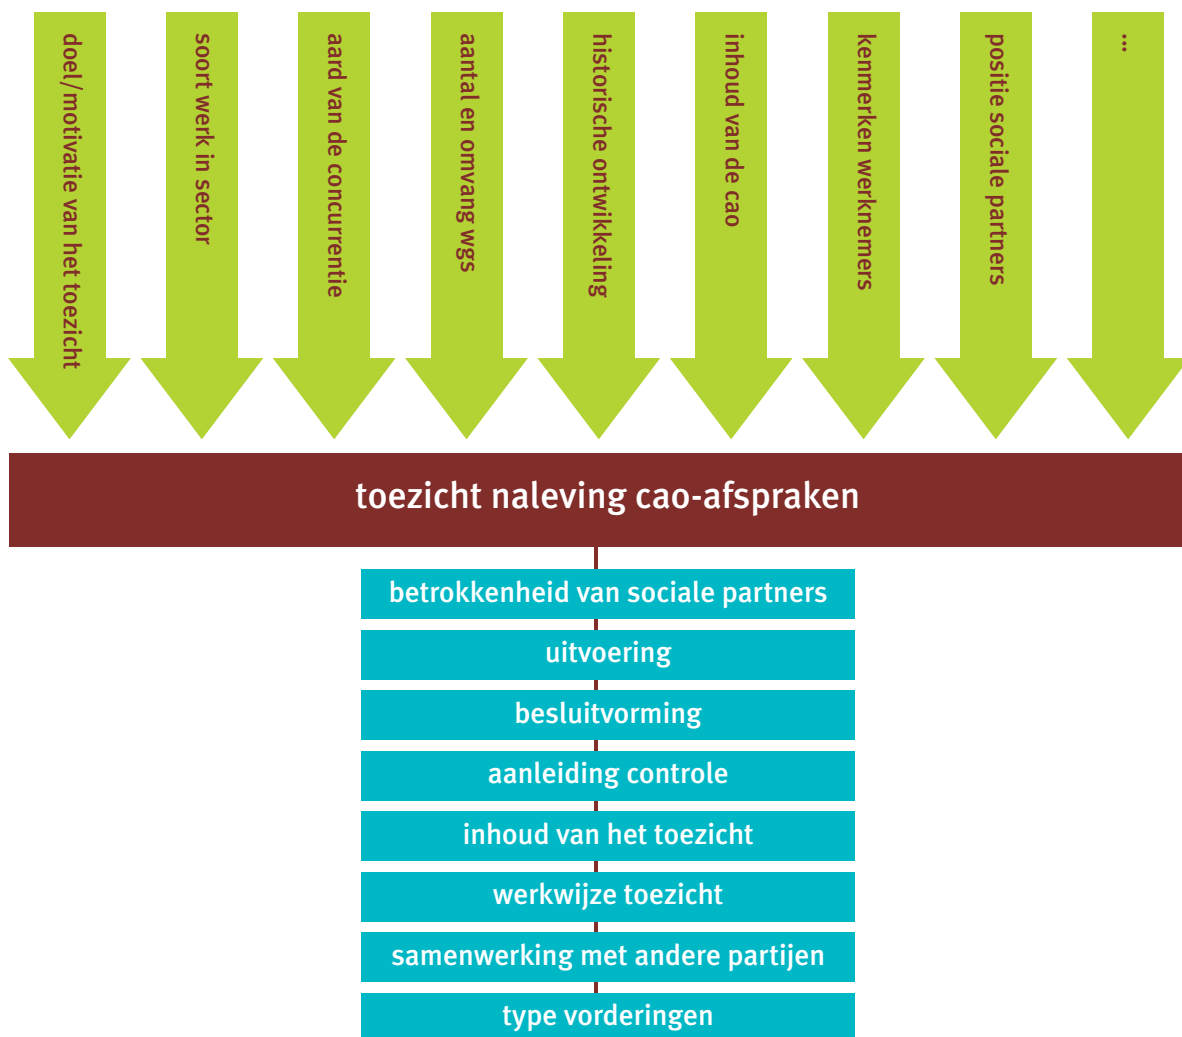 doel/motivatie van het toezicht
soort werk in sector
aard van de concurrentie
aantal en omvang wgs
historische ontwikkeling
inhoud van de cao
kenmerken werknemers
positie sociale partners
...
toezicht naleving cao-afspraken
betrokkenheid van sociale partners
uitvoering
besluitvorming
aanleiding controle
inhoud van het toezicht
werkwijze toezicht
samenwerking met andere partijen
type vorderingen